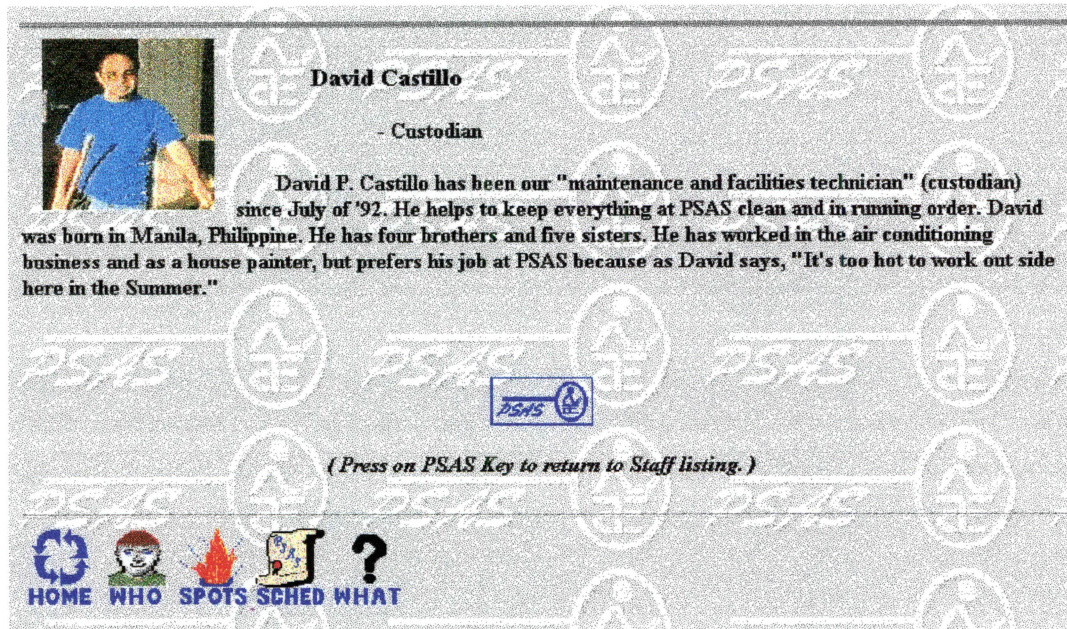 David Castillo
- Custodian
David P. Castillo has been our "maintenance and facilities technician" (custodian)
since July of '92. He helps to keep everything at PSAS clean and in running order. David
was born in Manila, Philippine. He has four brothers and five sisters. He has worked in the air conditioning
business and as a house painter, but prefers his job at PSAS because as David says, "It's too hot to work out side
here in the Summer."
PSAS
( Press on PSAS Key to return to Staff listing. )
HOME WHO SPOTS SCHED WHAT